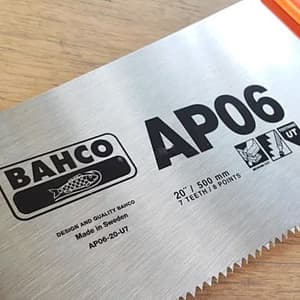 AP06
BAHCO
20" / 500 mm
7 TEETH / 8 POINTS
UT
DESIGN AND QUALITY BAHCO
Made in Sweden
AP06-20-U7